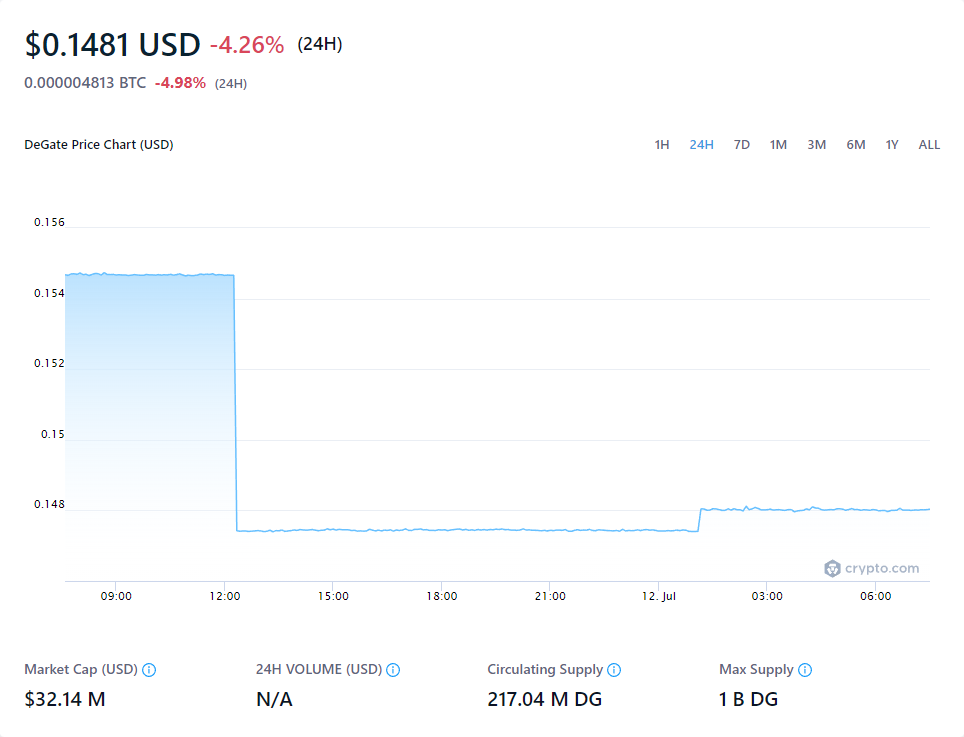 $0.1481 USD -4.26% (24H)
0.000004813 BTC -4.98% (24H)
DeGate Price Chart (USD) 1H 24H 7D 1M 3M 6M 1Y ALL
0.156
0.154
0.152
0.15
0.148
crypto.com
09:00 12:00 15:00 18:00 21:00 12. Jul 03:00 06:00
Market Cap (USD) 24H VOLUME (USD) Circulating Supply Max Supply
$32.14 M N/A 217.04 M DG 1 B DG